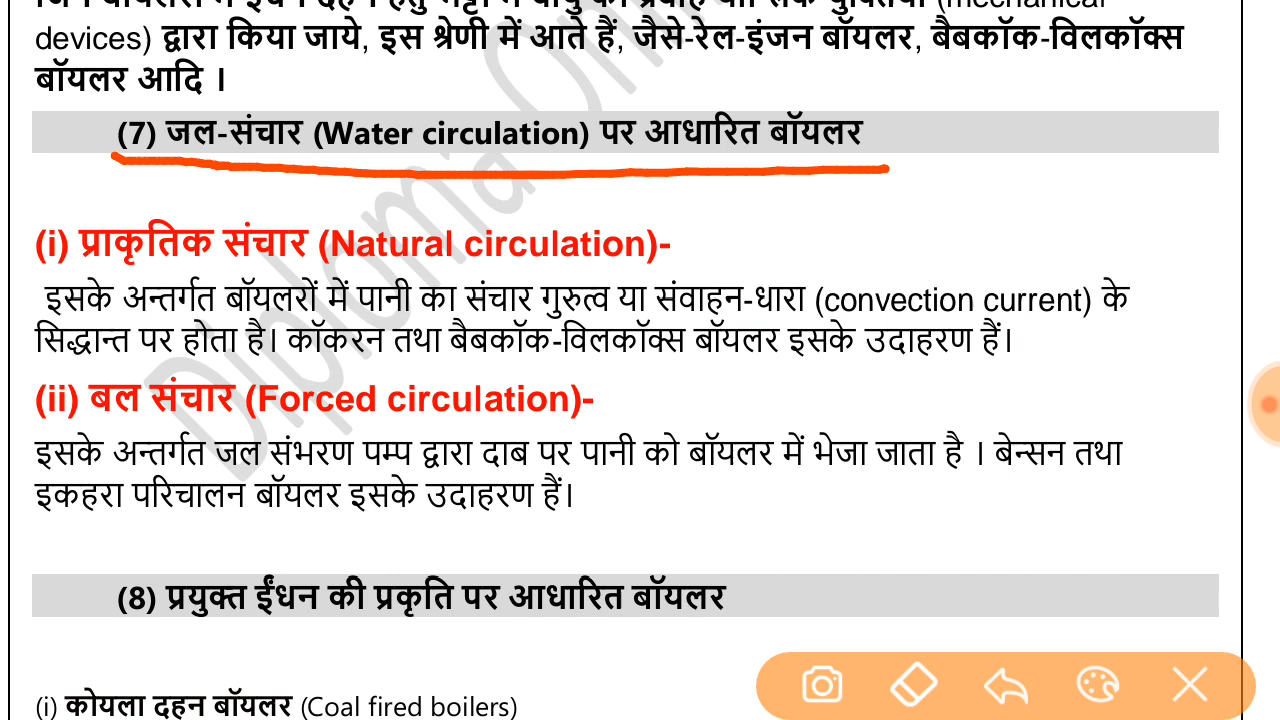 (mechanical
devices) द्वारा किया जाये, इस श्रेणी में आते हैं, जैसे-रेल-इंजन बॉयलर, बैबकॉक-विलकॉक्स
बॉयलर आदि ।
(7) जल-संचार (Water circulation) पर आधारित बॉयलर
(i) प्राकृतिक संचार (Natural circulation)-
इसके अन्तर्गत बॉयलरों में पानी का संचार गुरुत्व या संवाहन-धारा (convection current) के
सिद्धान्त पर होता है। कॉकरन तथा बैबकॉक-विलकॉक्स बॉयलर इसके उदाहरण हैं।
(ii) बल संचार (Forced circulation)-
इसके अन्तर्गत जल संभरण पम्प द्वारा दाब पर पानी को बॉयलर में भेजा जाता है । बेन्सन तथा
इकहरा परिचालन बॉयलर इसके उदाहरण हैं।
(8) प्रयुक्त ईंधन की प्रकृति पर आधारित बॉयलर
(i) कोयला दहन बॉयलर (Coal fired boilers)
Diploma